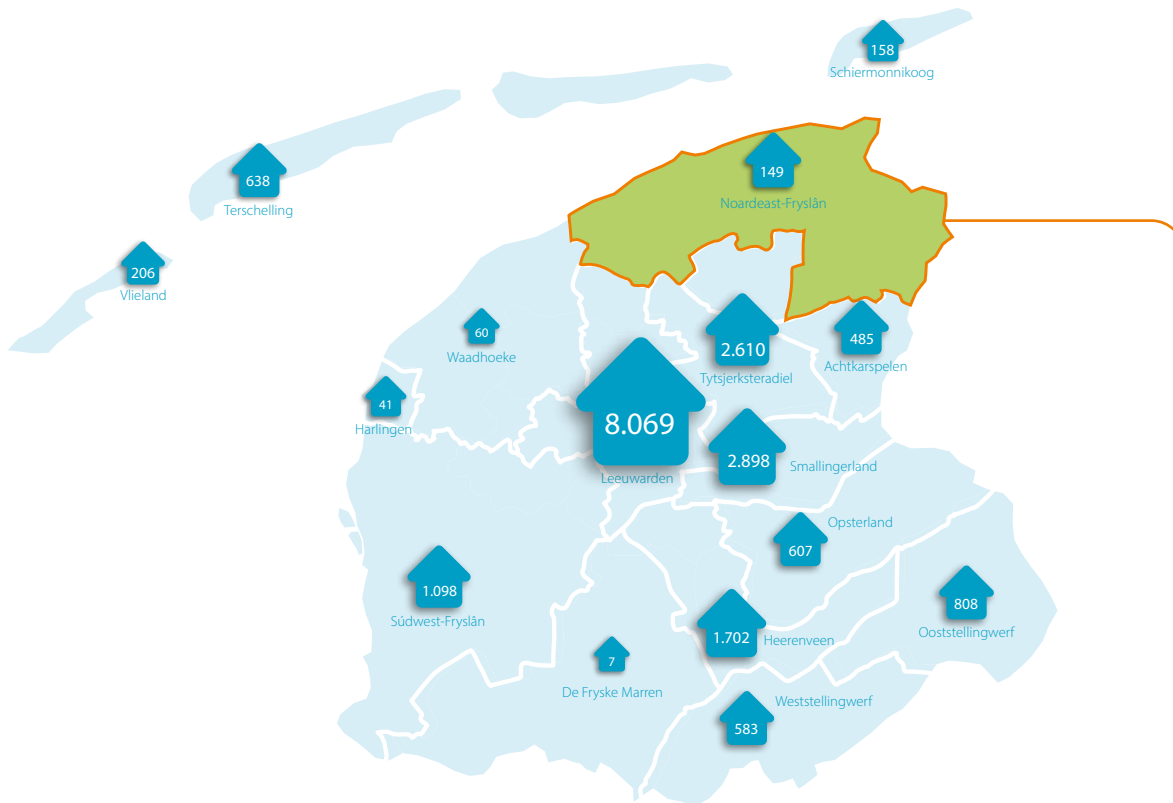 158
Schiermonnikoog
149
Noardeast-Fryslân
638
Terschelling
206
Vlieland
60
Waadhoeke
2.610
Tytsjerksteradiel
485
Achtkarspelen
41
Harlingen
8.069
Leeuwarden
2.898
Smallingerland
607
Opsterland
1.098
Súdwest-Fryslân
808
Ooststellingwerf
1.702
Heerenveen
7
De Fryske Marren
583
Weststellingwerf